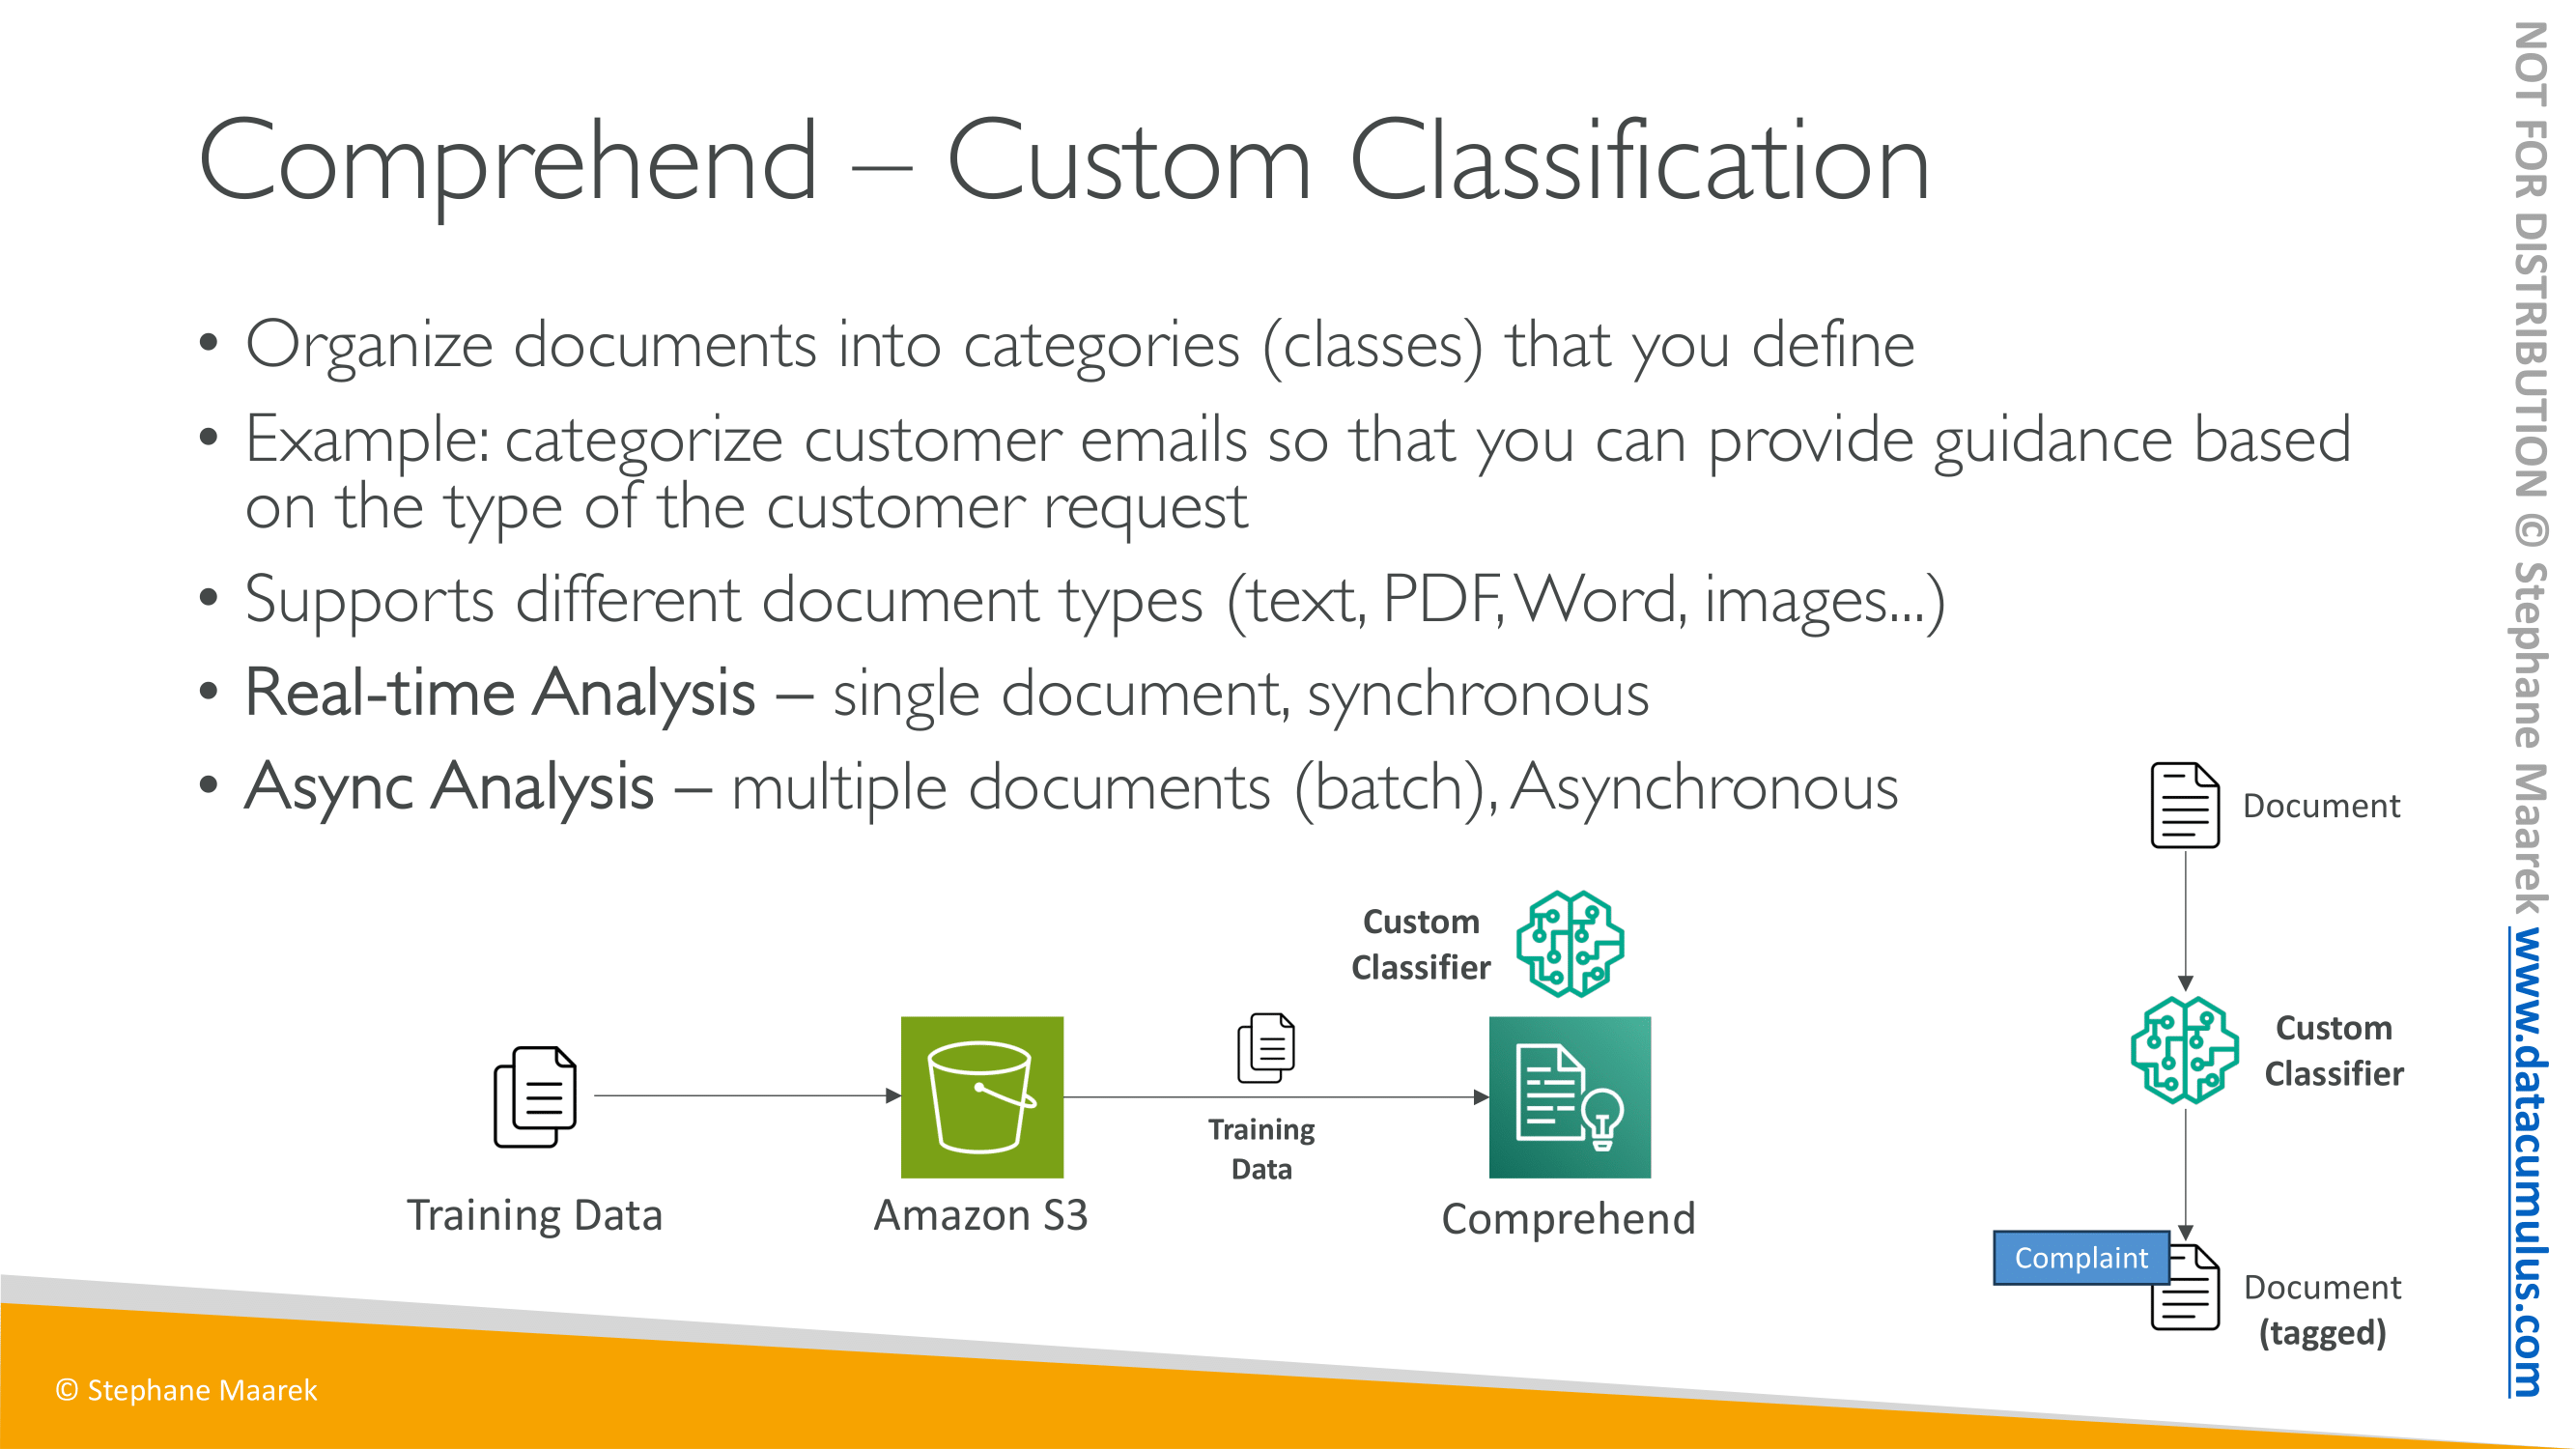 Comprehend – Custom Classification
• Organize documents into categories (classes) that you define
• Example: categorize customer emails so that you can provide guidance based
on the type of the customer request
• Supports different document types (text, PDF, Word, images...)
• Real-time Analysis – single document, synchronous
• Async Analysis – multiple documents (batch), Asynchronous
Training Data
Amazon S3
Training
Data
Custom
Classifier
Comprehend
Document
Custom
Classifier
Complaint
Document
(tagged)
© Stephane Maarek
NOT FOR DISTRIBUTION © Stephane Maarek www.datacumulus.com